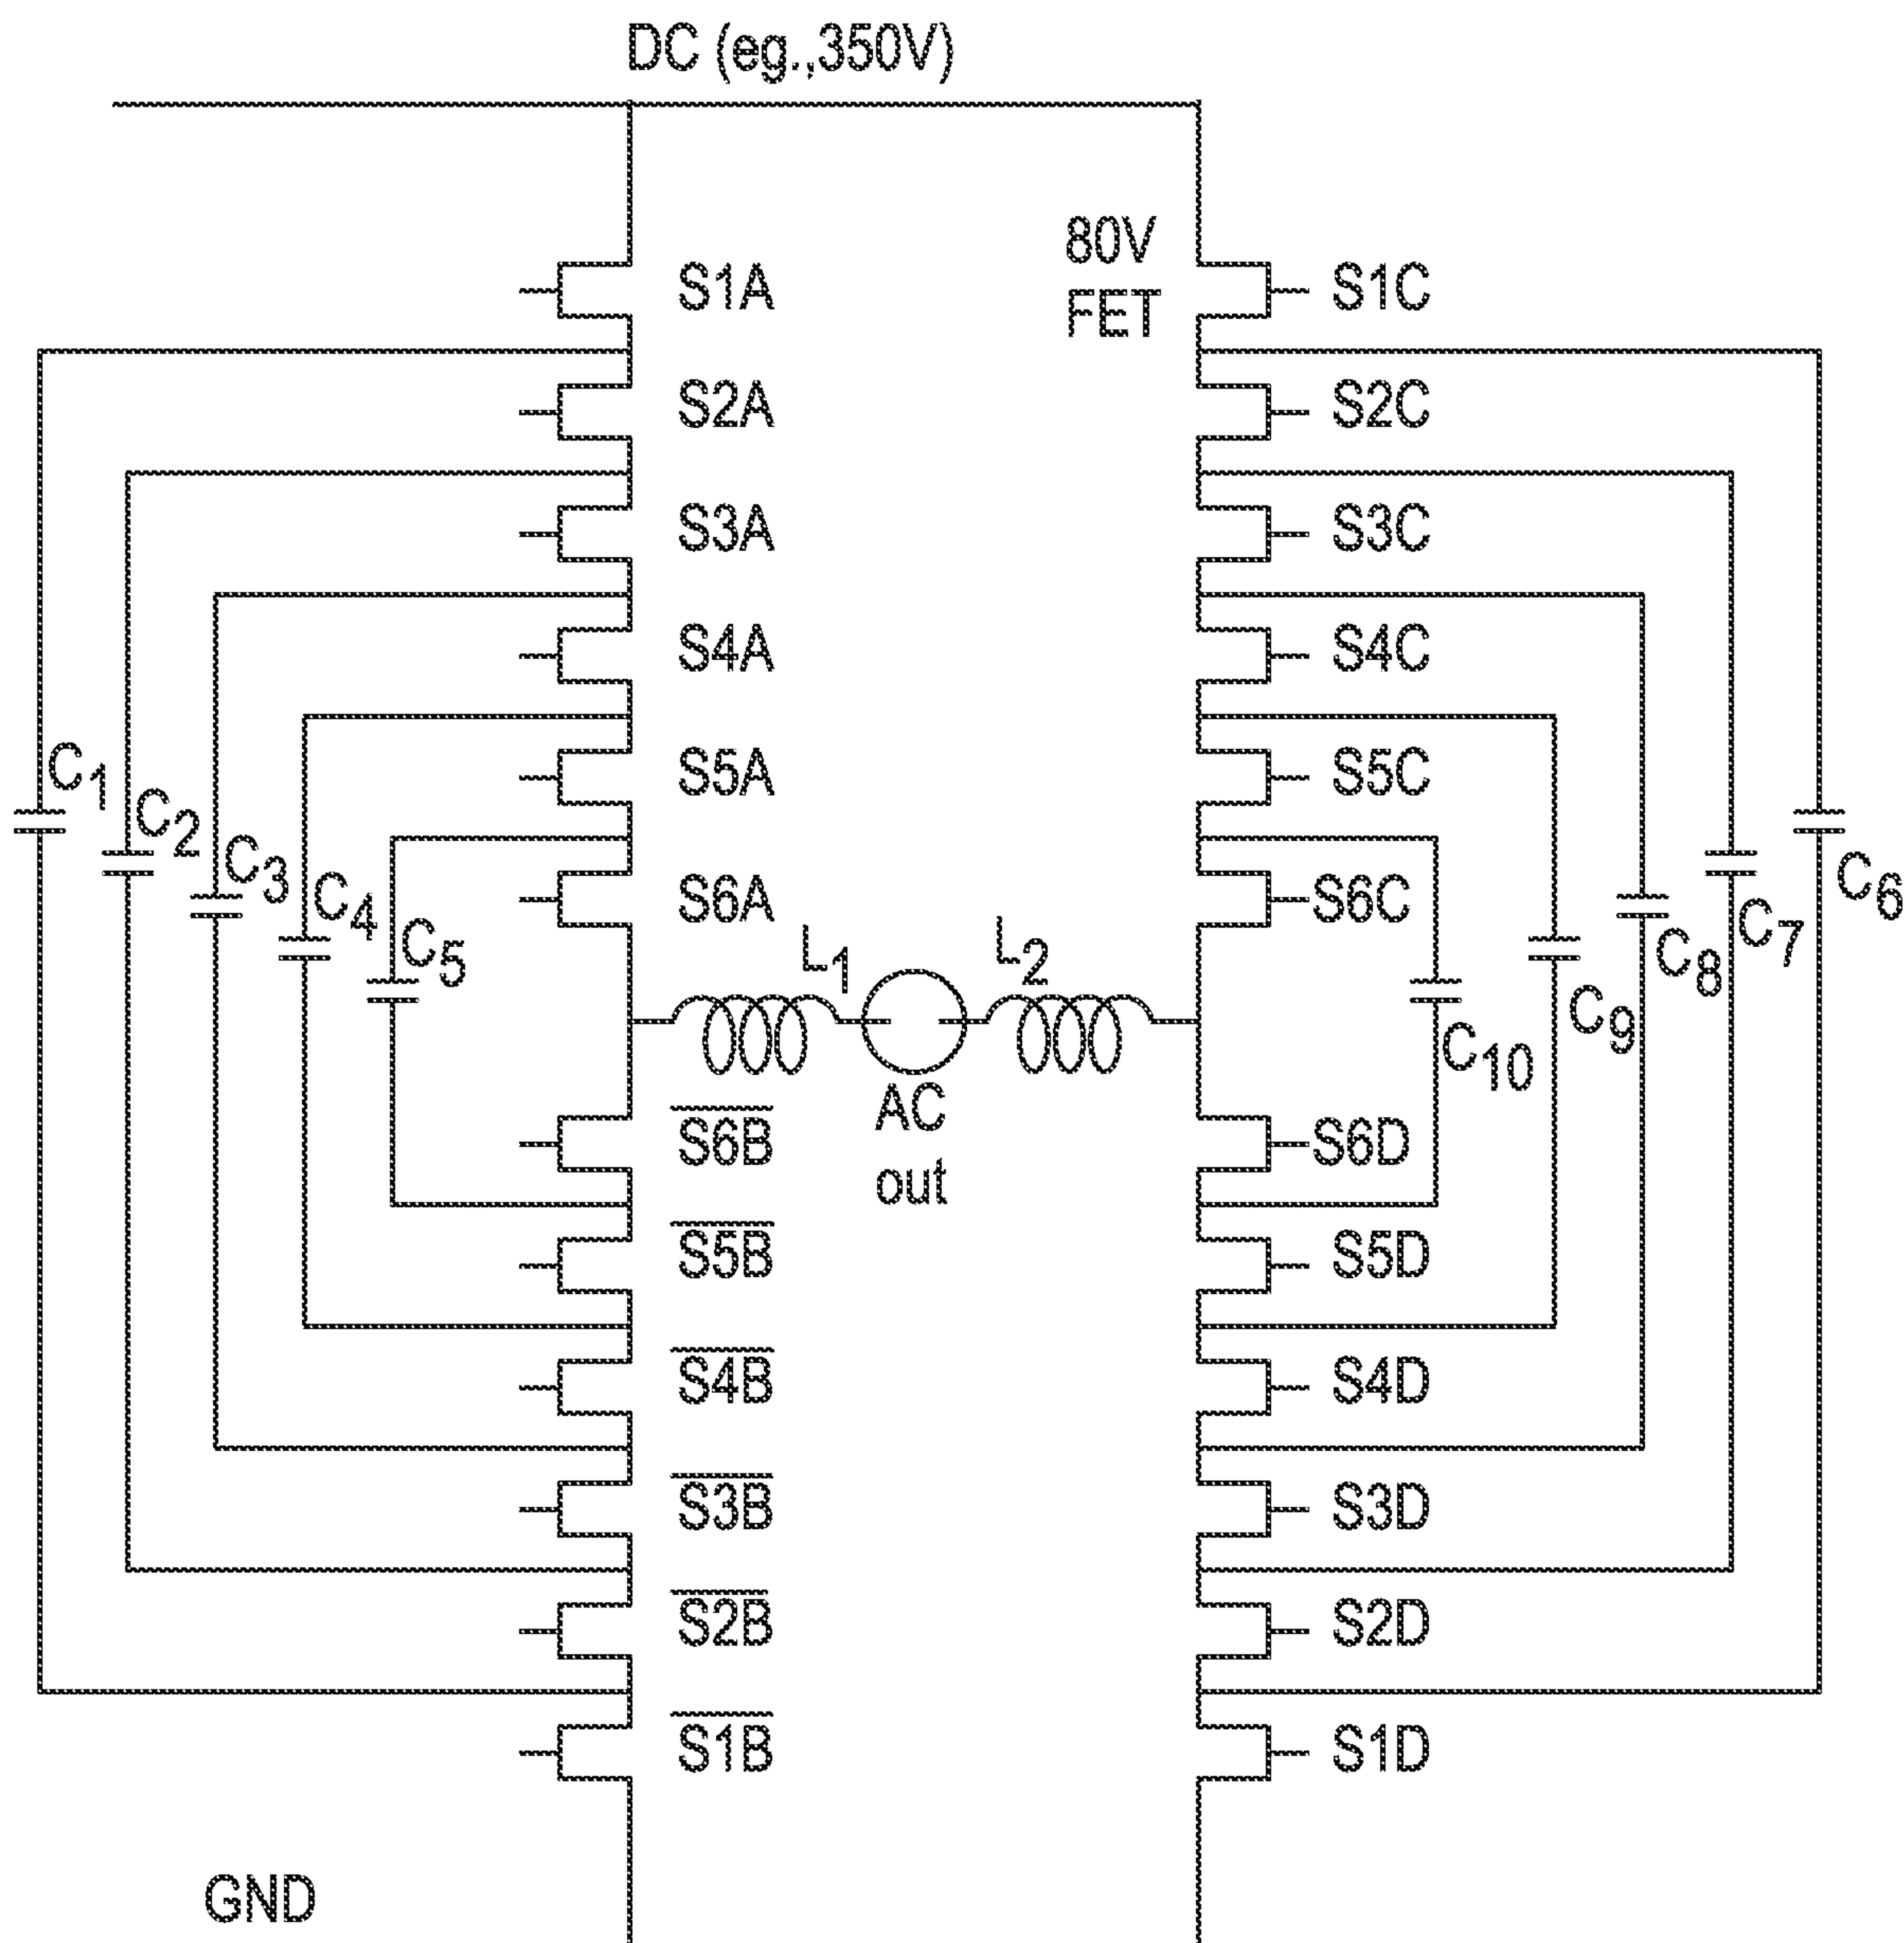 DC (eg.,350V)
80V
FET
S1A
S1C
S2A
S2C
S3A
S3C
S4A
S4C
S5A
S5C
C1
C2
C3
C4
C5
S6A
S6C
C6
C7
C8
C9
C10
L1
L2
AC
out
S6B
S6D
S5B
S5D
S4B
S4D
S3B
S3D
S2B
S2D
S1B
S1D
GND